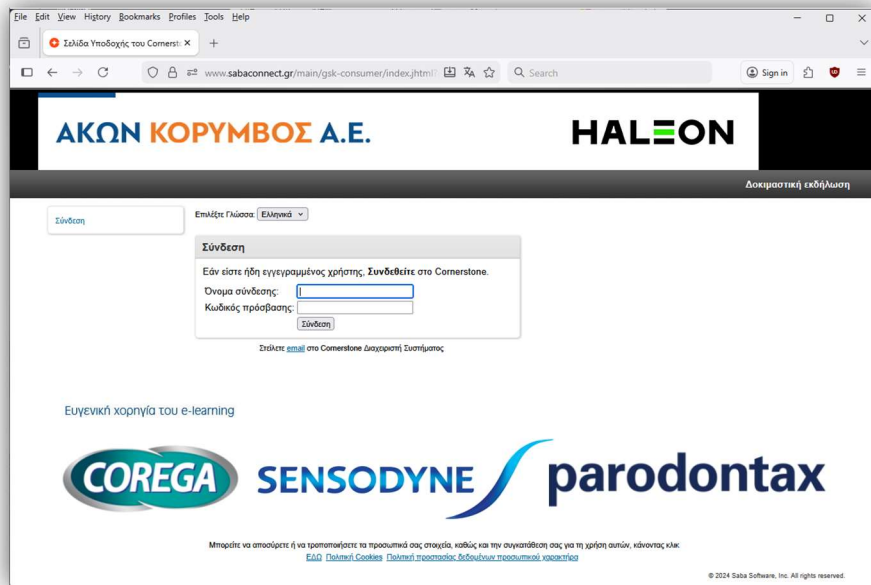 File Edit View History Bookmarks Profiles Tools Help
Σελίδα Υποδοχής του Cornerst
www.sabaconnect.gr/main/gsk-consumer/index.jhtml?
Search
Sign in
ΑΚΩΝ ΚΟΡΥΜΒΟΣ Α.Ε.
HALEON
Δοκιμαστική εκδήλωση
Σύνδεση
Επιλέξτε Γλώσσα: Ελληνικά
Σύνδεση
Εάν είστε ήδη εγγεγραμμένος χρήστης, Συνδεθείτε στο Cornerstone.
Όνομα σύνδεσης:
Κωδικός πρόσβασης:
Σύνδεση
Στείλετε email στο Cornerstone Διαχειριστή Συστήματος
Ευγενική χορηγία του e-learning
COREGA
SENSODYNE
parodontax
Μπορείτε να αποσύρετε ή να τροποποιήσετε τα προσωπικά σας στοιχεία, καθώς και την συγκατάθεση σας για τη χρήση αυτών, κάνοντας κλικ
ΕΔΩ Πολιτική Cookies Πολιτική προστασίας δεδομένων προσωπικού χαρακτήρα
© 2024 Saba Software, Inc. All rights reserved.